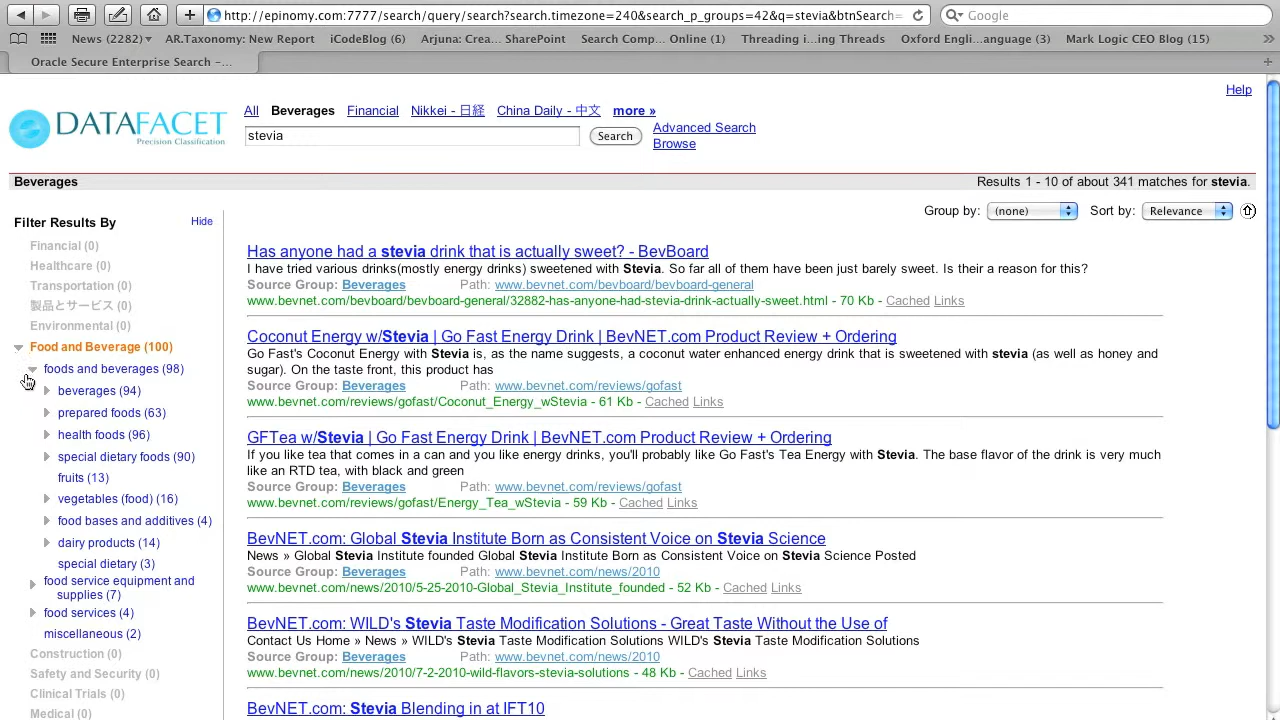 http://epinomy.com:7777/search/query/search?search.timezone=240&search_p_groups=42&q=stevia&btnSearch=
Google
News (2282) AR.Taxonomy: New Report iCodeBlog (6) Arjuna: Crea... SharePoint Search Comp... Online (1) Threading i...ing Threads Oxford Engli...anguage (3) Mark Logic CEO Blog (15) »
Oracle Secure Enterprise Search –...
Help
DATAFACET
Precision Classification
All Beverages Financial Nikkei - 日経 China Daily - 中文 more »
stevia Search Advanced Search
Browse
Beverages Results 1 - 10 of about 341 matches for stevia.
Group by: (none) Sort by: Relevance
Filter Results By Hide
Financial (0)
Healthcare (0)
Transportation (0)
製品とサービス (0)
Environmental (0)
Food and Beverage (100)
foods and beverages (98)
beverages (94)
prepared foods (63)
health foods (96)
special dietary foods (90)
fruits (13)
vegetables (food) (16)
food bases and additives (4)
dairy products (14)
special dietary (3)
food service equipment and
supplies (7)
food services (4)
miscellaneous (2)
Construction (0)
Safety and Security (0)
Clinical Trials (0)
Medical (0)
Has anyone had a stevia drink that is actually sweet? - BevBoard
I have tried various drinks(mostly energy drinks) sweetened with Stevia. So far all of them have been just barely sweet. Is their a reason for this?
Source Group: Beverages Path: www.bevnet.com/bevboard/bevboard-general
www.bevnet.com/bevboard/bevboard-general/32882-has-anyone-had-stevia-drink-actually-sweet.html - 70 Kb - Cached Links
Coconut Energy w/Stevia | Go Fast Energy Drink | BevNET.com Product Review + Ordering
Go Fast's Coconut Energy with Stevia is, as the name suggests, a coconut water enhanced energy drink that is sweetened with stevia (as well as honey and
sugar). On the taste front, this product has
Source Group: Beverages Path: www.bevnet.com/reviews/gofast
www.bevnet.com/reviews/gofast/Coconut_Energy_wStevia - 61 Kb - Cached Links
GFTea w/Stevia | Go Fast Energy Drink | BevNET.com Product Review + Ordering
If you like tea that comes in a can and you like energy drinks, you'll probably like Go Fast's Tea Energy with Stevia. The base flavor of the drink is very much
like an RTD tea, with black and green
Source Group: Beverages Path: www.bevnet.com/reviews/gofast
www.bevnet.com/reviews/gofast/Energy_Tea_wStevia - 59 Kb - Cached Links
BevNET.com: Global Stevia Institute Born as Consistent Voice on Stevia Science
News » Global Stevia Institute founded Global Stevia Institute Born as Consistent Voice on Stevia Science Posted
Source Group: Beverages Path: www.bevnet.com/news/2010
www.bevnet.com/news/2010/5-25-2010-Global_Stevia_Institute_founded - 52 Kb - Cached Links
BevNET.com: WILD's Stevia Taste Modification Solutions - Great Taste Without the Use of
Contact Us Home » News » WILD's Stevia Taste Modification Solutions WILD's Stevia Taste Modification Solutions
Source Group: Beverages Path: www.bevnet.com/news/2010
www.bevnet.com/news/2010/7-2-2010-wild-flavors-stevia-solutions - 48 Kb - Cached Links
BevNET.com: Stevia Blending in at IFT10